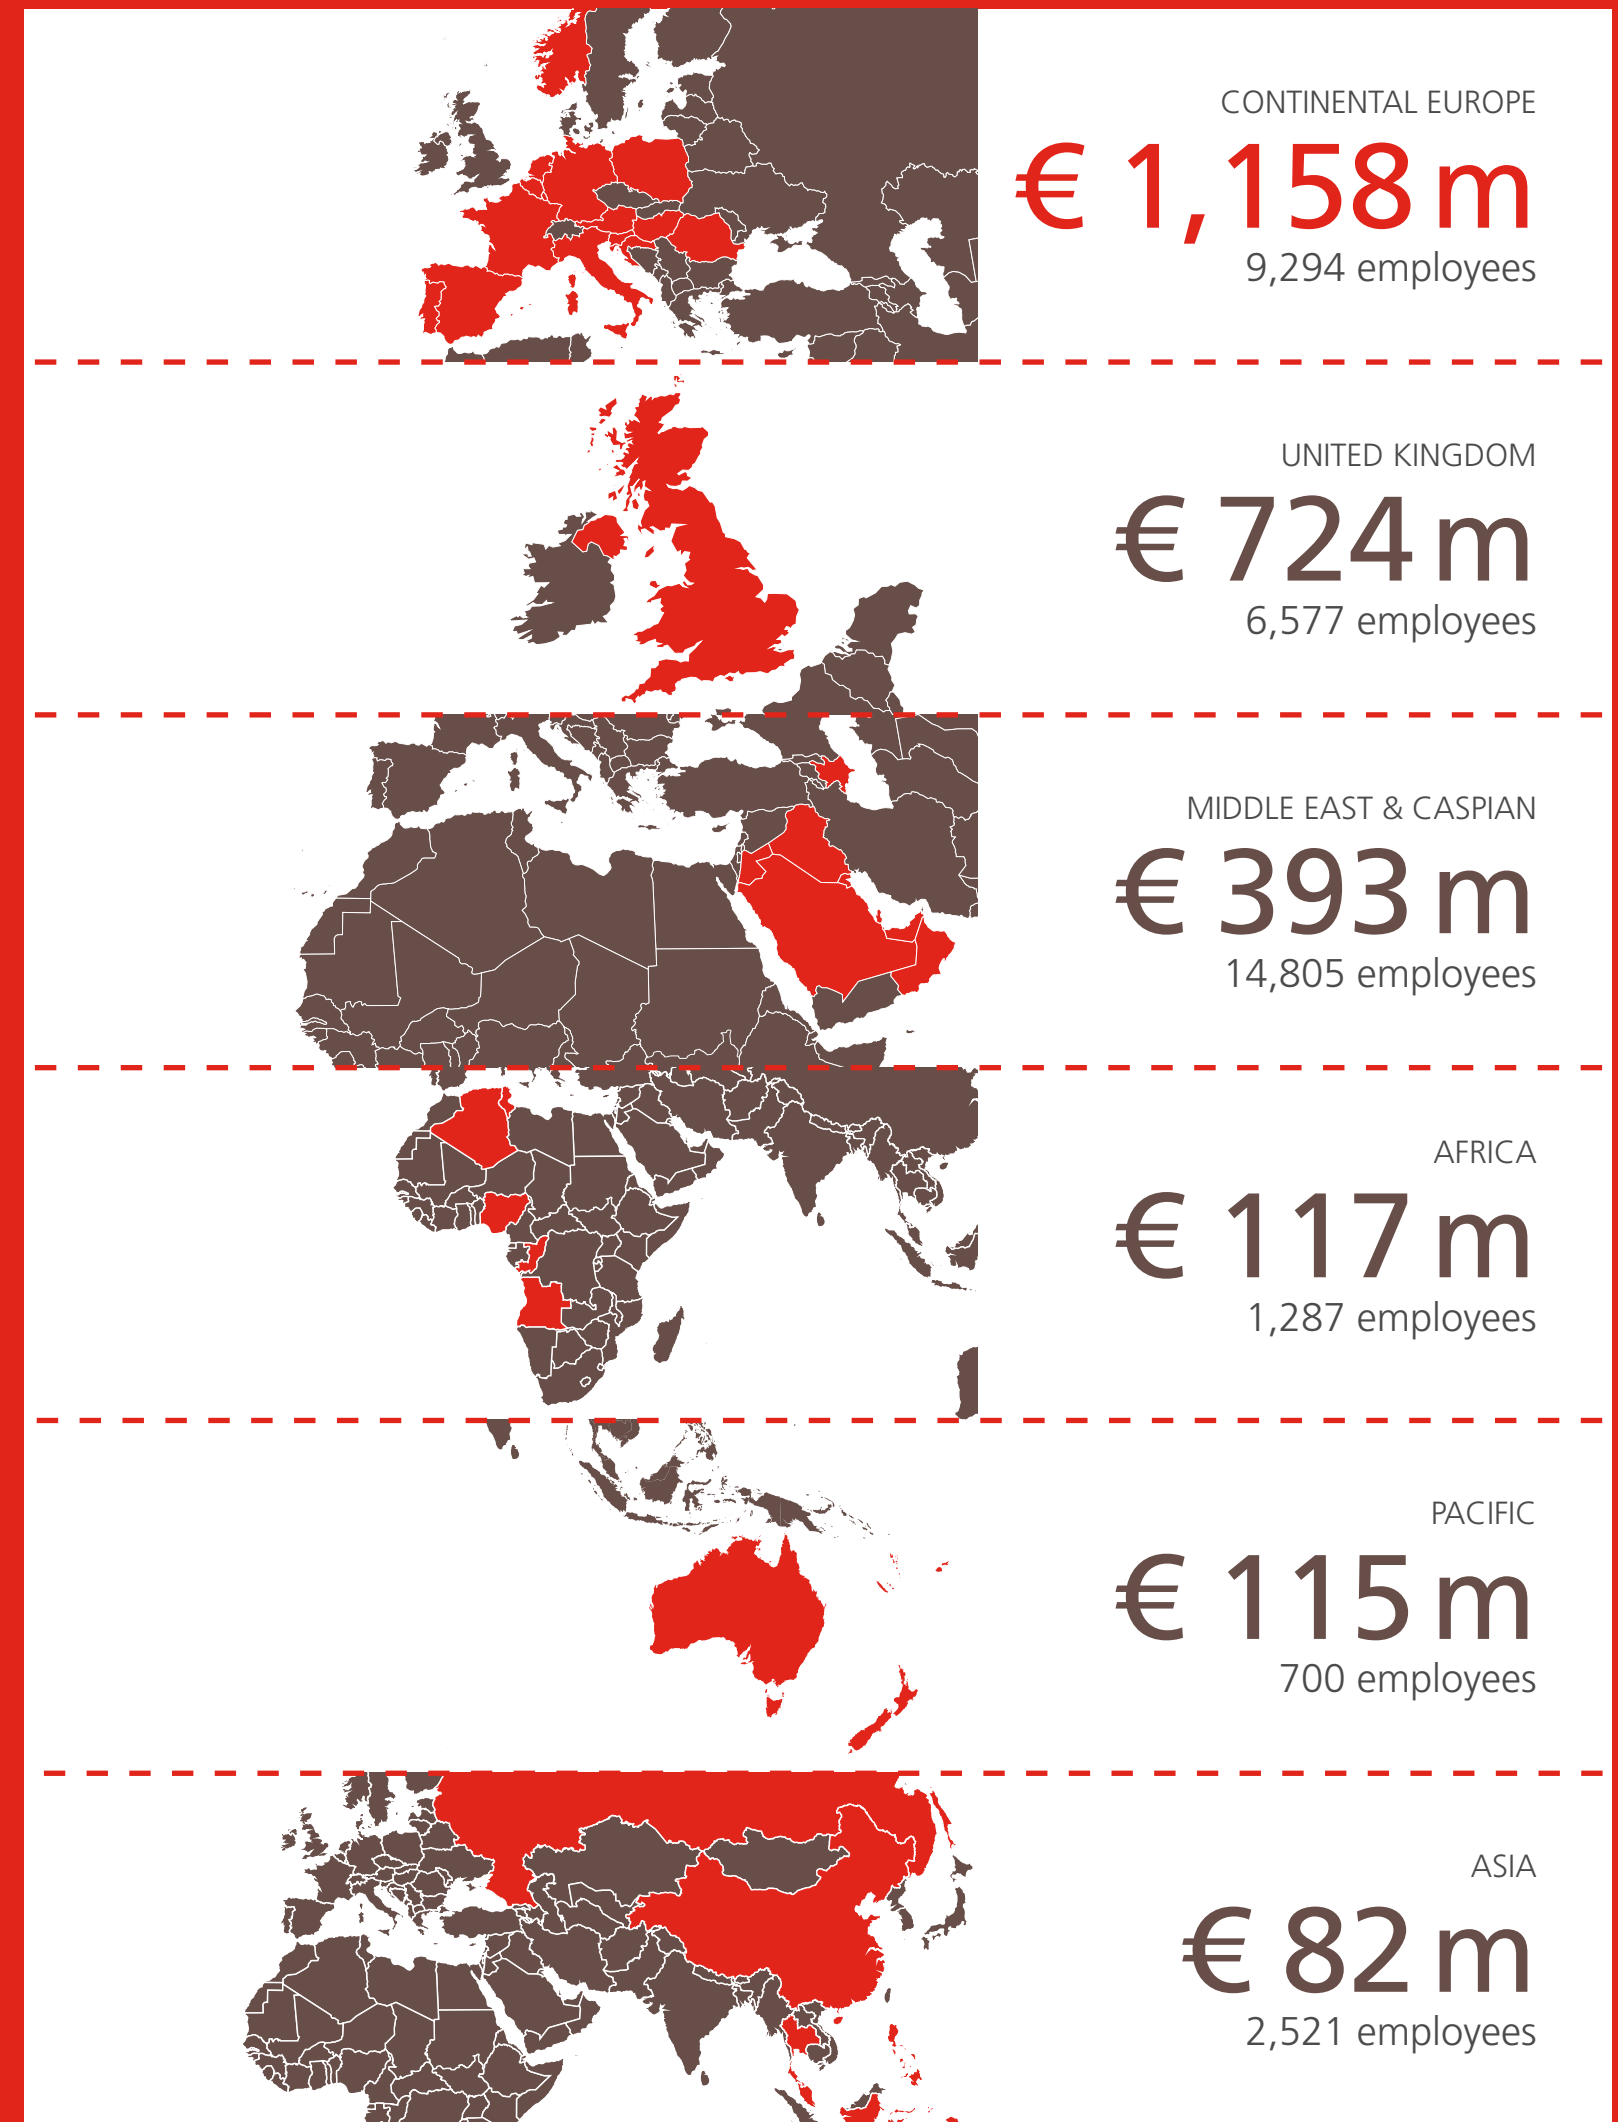 CONTINENTAL EUROPE
€ 1,158 m
9,294 employees
UNITED KINGDOM
€ 724 m
6,577 employees
MIDDLE EAST & CASPIAN
€ 393 m
14,805 employees
AFRICA
€ 117 m
1,287 employees
PACIFIC
€ 115 m
700 employees
ASIA
€ 82 m
2,521 employees